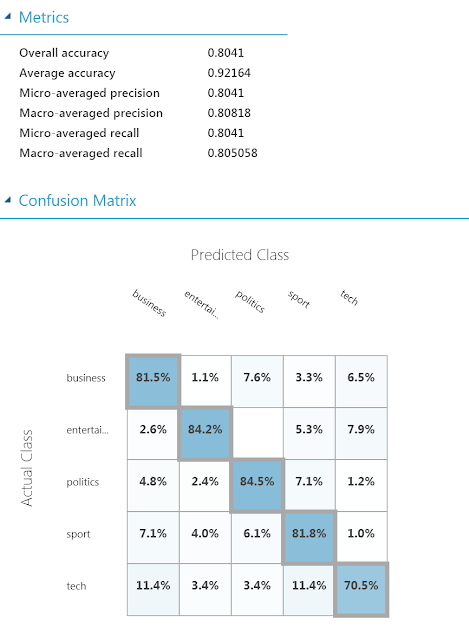 Metrics
Overall accuracy 0.8041
Average accuracy 0.92164
Micro-averaged precision 0.8041
Macro-averaged precision 0.80818
Micro-averaged recall 0.8041
Macro-averaged recall 0.805058
Confusion Matrix
Predicted Class
business entertai... politics sport tech
Actual Class
business 81.5% 1.1% 7.6% 3.3% 6.5%
entertai... 2.6% 84.2% 5.3% 7.9%
politics 4.8% 2.4% 84.5% 7.1% 1.2%
sport 7.1% 4.0% 6.1% 81.8% 1.0%
tech 11.4% 3.4% 3.4% 11.4% 70.5%